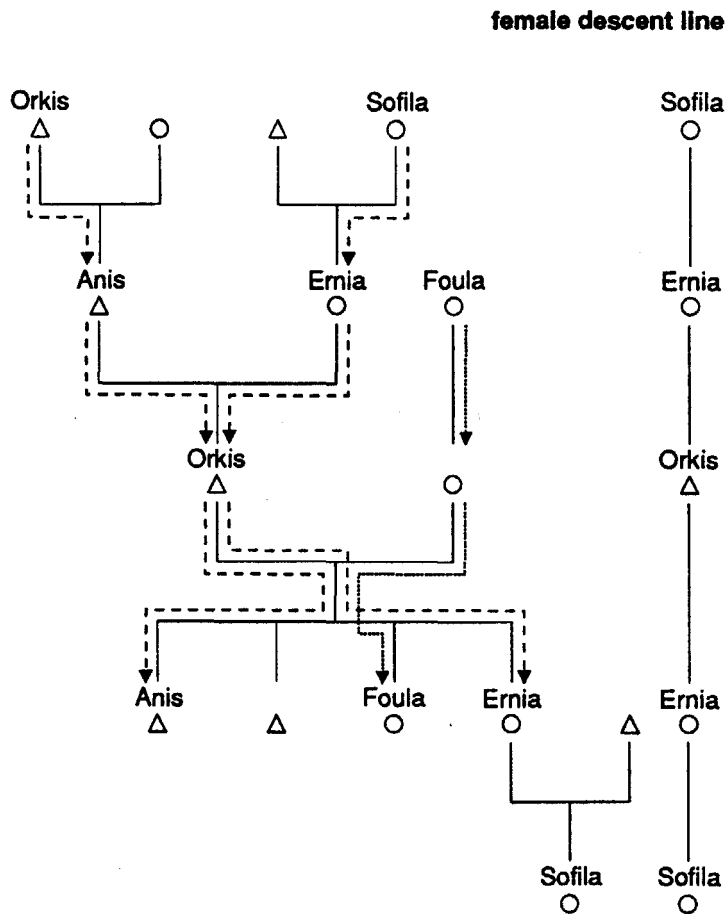 female descent line
Orkis Sofila Sofila
Anis Ernia Foula Ernia
Orkis Orkis
Anis Foula Ernia Ernia
Sofila Sofila